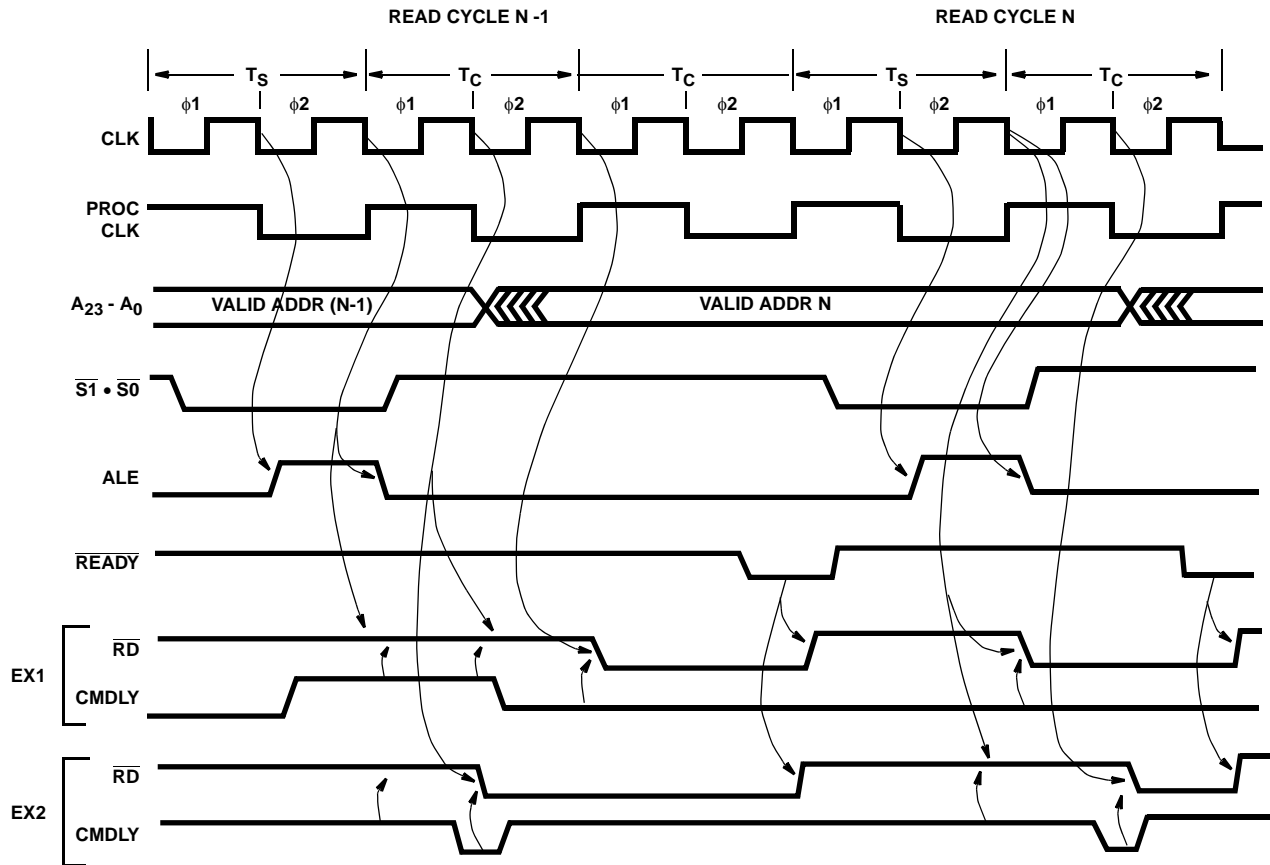 READ CYCLE N -1 READ CYCLE N
TS TC TC TS TC
ϕ1 ϕ2 ϕ1 ϕ2 ϕ1 ϕ2 ϕ1 ϕ2 ϕ1 ϕ2
CLK
PROC
CLK
A23 - A0 VALID ADDR (N-1) VALID ADDR N
S1 • S0
ALE
READY
EX1
RD
CMDLY
EX2
RD
CMDLY